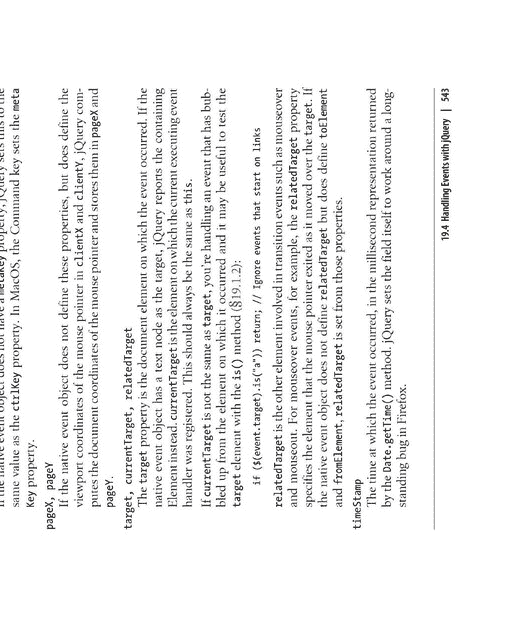 If the native event object does not have a metaKey property, jQuery sets this to the
same value as the ctrlKey property. In MacOS, the Command key sets the meta
Key property.
pageX, pageY
If the native event object does not define these properties, but does define the
viewport coordinates of the mouse pointer in clientX and clientY, jQuery com-
putes the document coordinates of the mouse pointer and stores them in pageX and
pageY.
target, currentTarget, relatedTarget
The target property is the document element on which the event occurred. If the
native event object has a text node as the target, jQuery reports the containing
Element instead. currentTarget is the element on which the current executing event
handler was registered. This should always be the same as this.
If currentTarget is not the same as target, you're handling an event that has bub-
bled up from the element on which it occurred and it may be useful to test the
target element with the is() method (§19.1.2):
if ($(event.target).is("a")) return; // Ignore events that start on links
relatedTarget is the other element involved in transition events such as mouseover
and mouseout. For mouseover events, for example, the relatedTarget property
specifies the element that the mouse pointer exited as it moved over the target. If
the native event object does not define relatedTarget but does define toElement
and fromElement, relatedTarget is set from those properties.
timeStamp
The time at which the event occurred, in the millisecond representation returned
by the Date.getTime() method. jQuery sets the field itself to work around a long-
standing bug in Firefox.
19.4 Handling Events with jQuery | 543